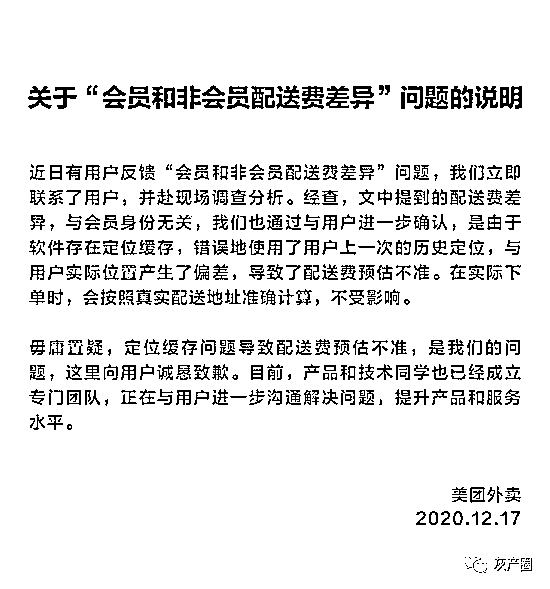 关于“会员和非会员配送费差异”问题的说明
近日有用户反馈“会员和非会员配送费差异”问题，我们立即
联系了用户，并赴现场调查分析。经查，文中提到的配送费差
异，与会员身份无关，我们也通过与用户进一步确认，是由于
软件存在定位缓存，错误地使用了用户上一次的历史定位，与
用户实际位置产生了偏差，导致了配送费预估不准。在实际下
单时，会按照真实配送地址准确计算，不受影响。
毋庸置疑，定位缓存问题导致配送费预估不准，是我们的问
题，这里向用户诚恳致歉。目前，产品和技术同学也已经成立
专门团队，正在与用户进一步沟通解决问题，提升产品和服务
水平。
美团外卖
2020.12.17
灰产圈